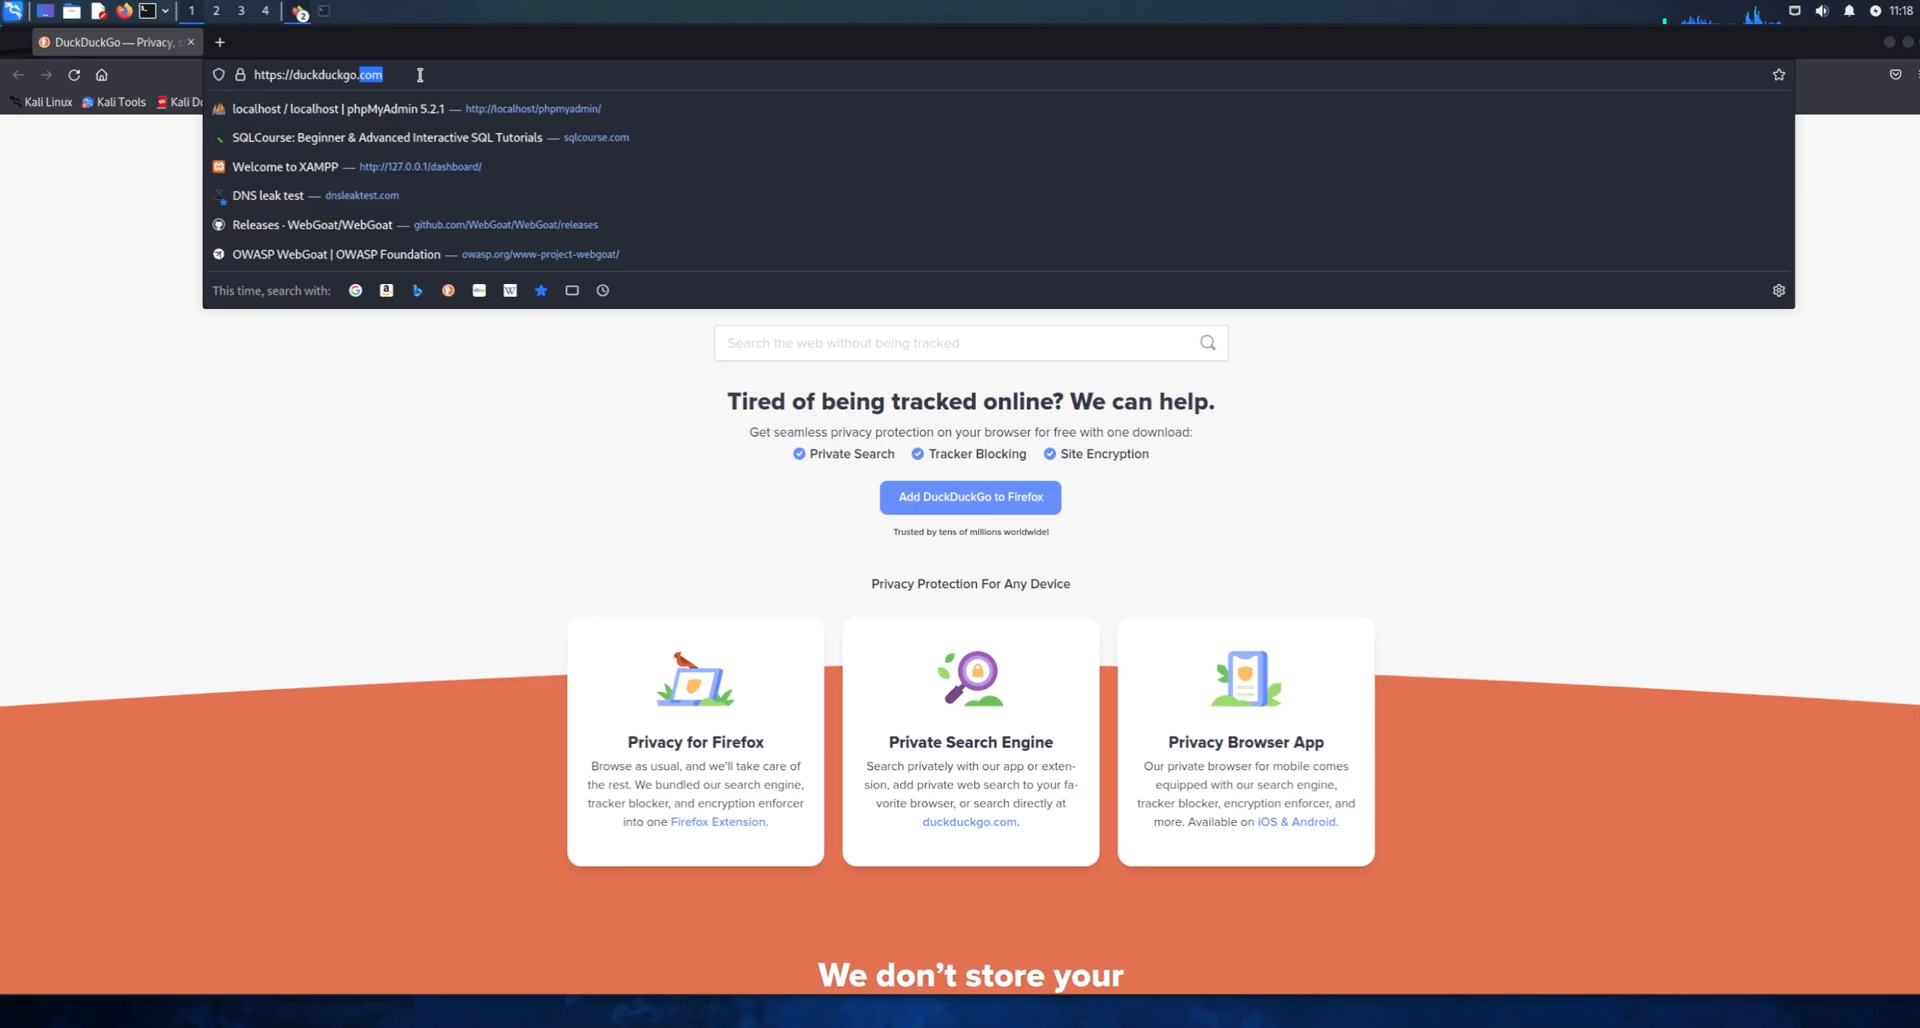 1 2 3 4 2 11:18
DuckDuckGo — Privacy, s
https://duckduckgo.com
Kali Linux Kali Tools Kali Do
localhost / localhost | phpMyAdmin 5.2.1 — http://localhost/phpmyadmin/
SQLCourse: Beginner & Advanced Interactive SQL Tutorials — sqlcourse.com
Welcome to XAMPP — http://127.0.0.1/dashboard/
DNS leak test — dnsleaktest.com
Releases · WebGoat/WebGoat — github.com/WebGoat/WebGoat/releases
OWASP WebGoat | OWASP Foundation — owasp.org/www-project-webgoat/
This time, search with:
Search the web without being tracked
Tired of being tracked online? We can help.
Get seamless privacy protection on your browser for free with one download:
Private Search Tracker Blocking Site Encryption
Add DuckDuckGo to Firefox
Trusted by tens of millions worldwide!
Privacy Protection For Any Device
Privacy for Firefox
Browse as usual, and we'll take care of
the rest. We bundled our search engine,
tracker blocker, and encryption enforcer
into one Firefox Extension.
Private Search Engine
Search privately with our app or exten-
sion, add private web search to your fa-
vorite browser, or search directly at
duckduckgo.com.
Privacy Browser App
Our private browser for mobile comes
equipped with our search engine,
tracker blocker, encryption enforcer, and
more. Available on iOS & Android.
We don't store your